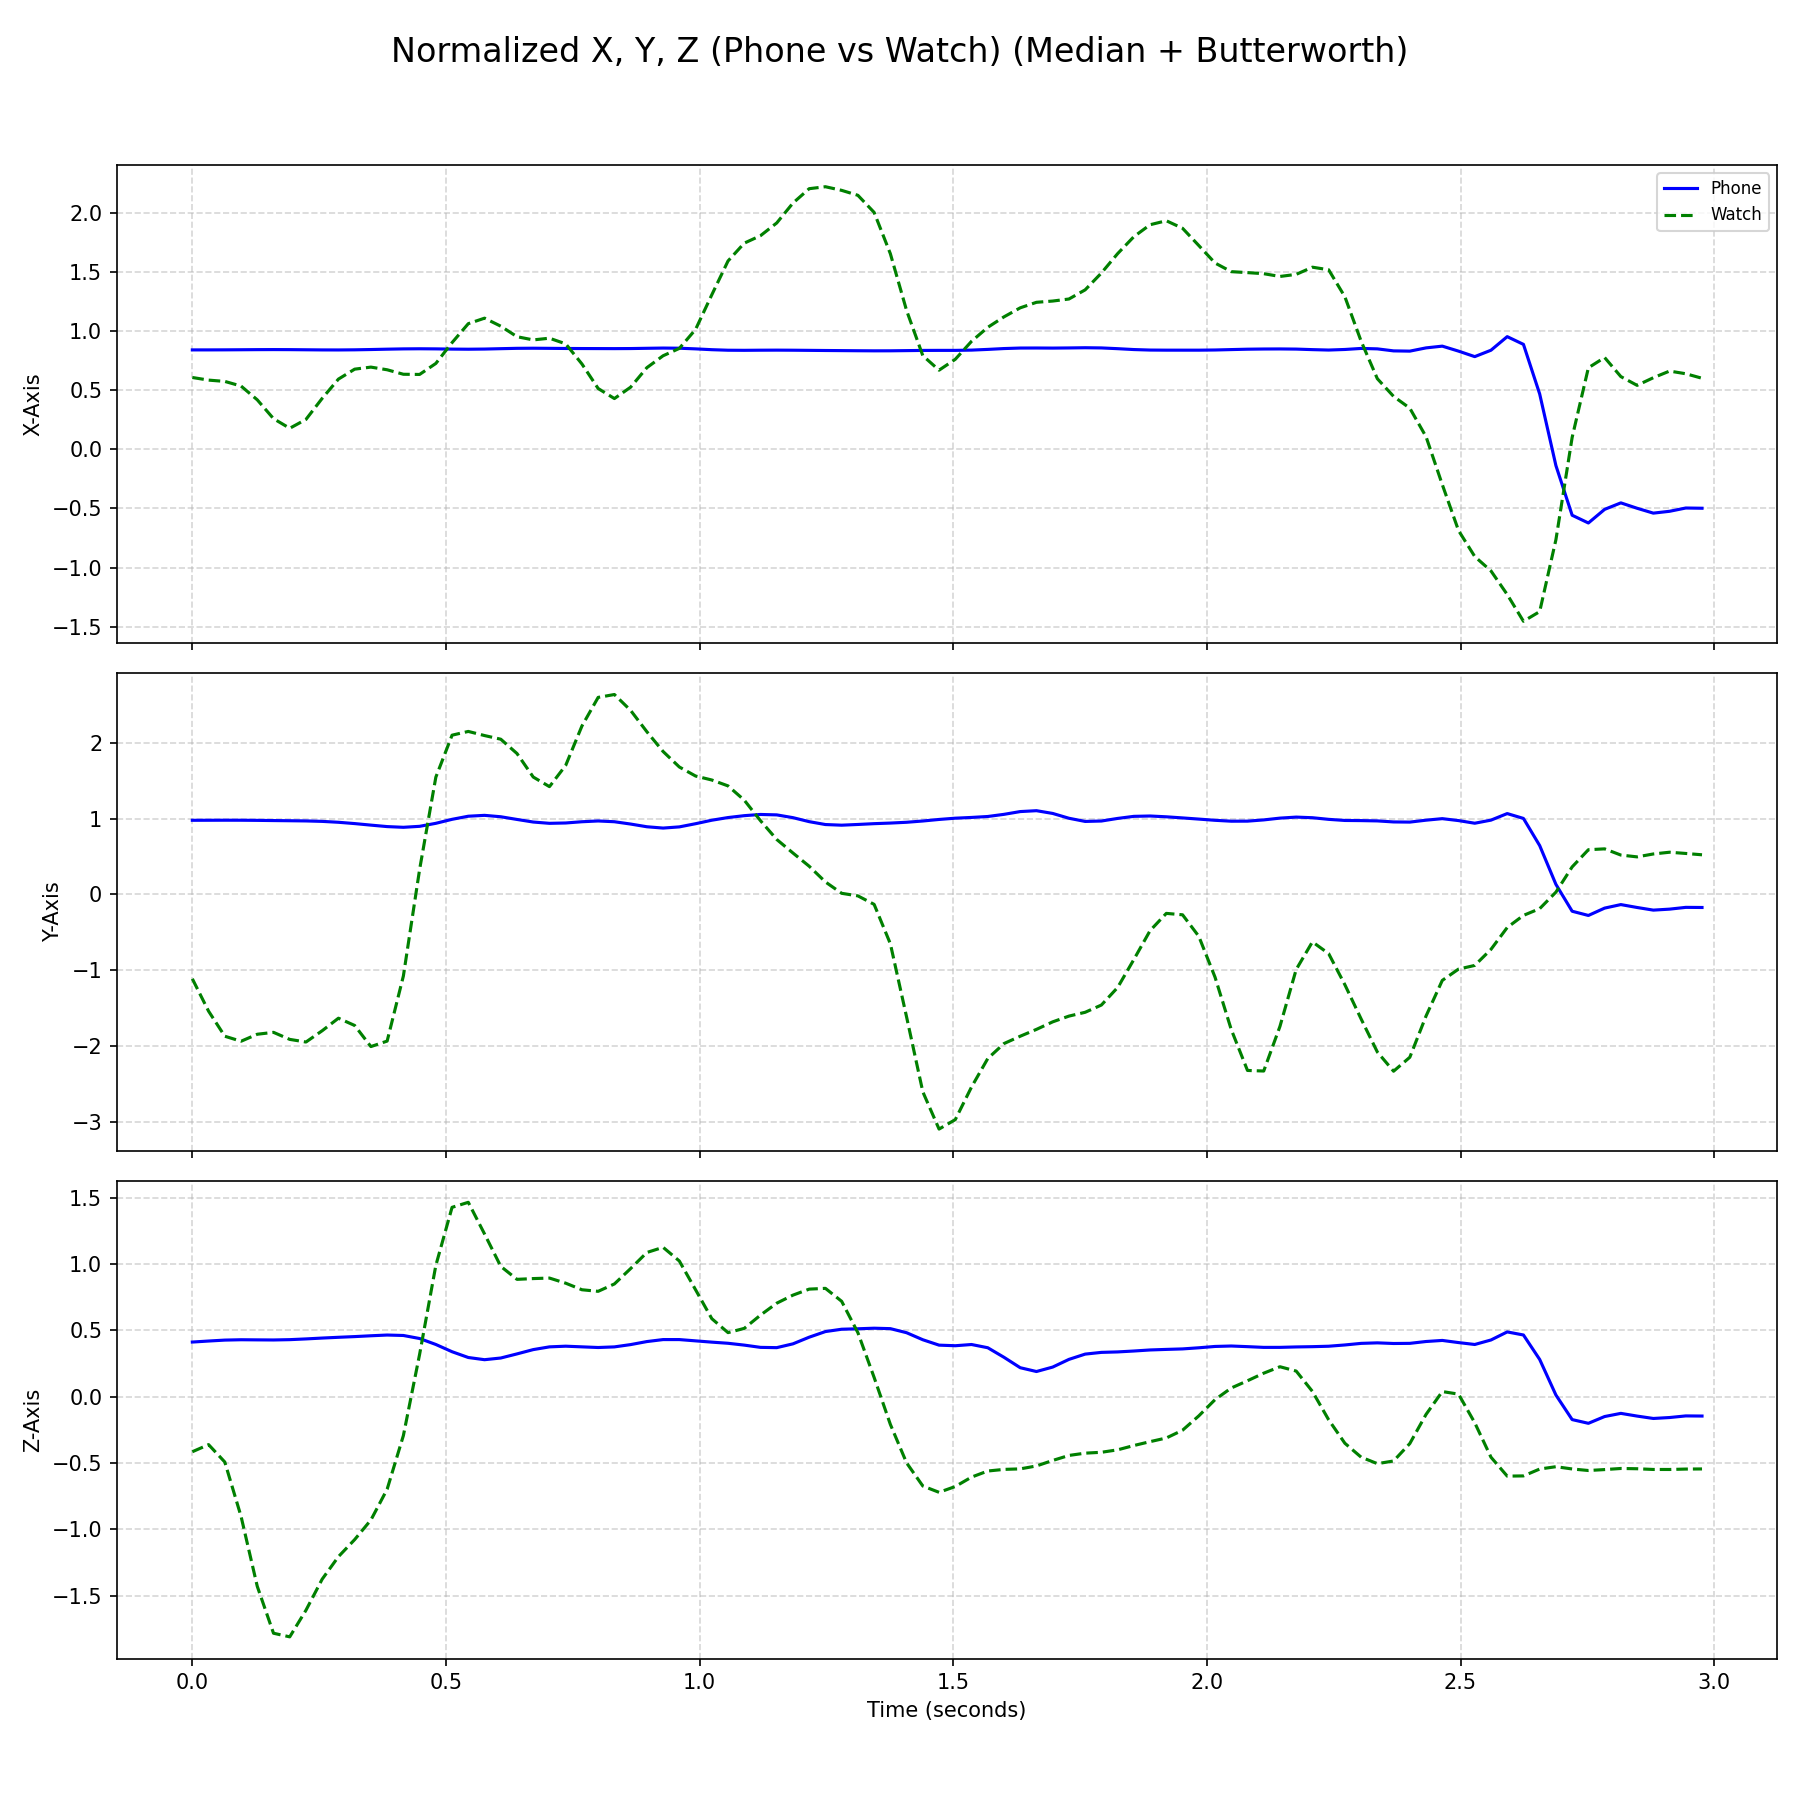 Normalized X, Y, Z (Phone vs Watch) (Median + Butterworth)
Phone
Watch
X-Axis
2.0
1.5
1.0
0.5
0.0
−0.5
−1.0
−1.5
Y-Axis
2
1
0
−1
−2
−3
Z-Axis
1.5
1.0
0.5
0.0
−0.5
−1.0
−1.5
0.0 0.5 1.0 1.5 2.0 2.5 3.0
Time (seconds)